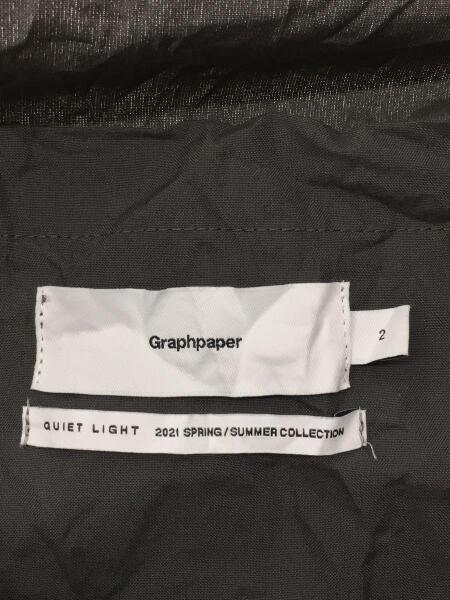 Graphpaper
2
QUIET LIGHT 2021 SPRING/SUMMER COLLECTION